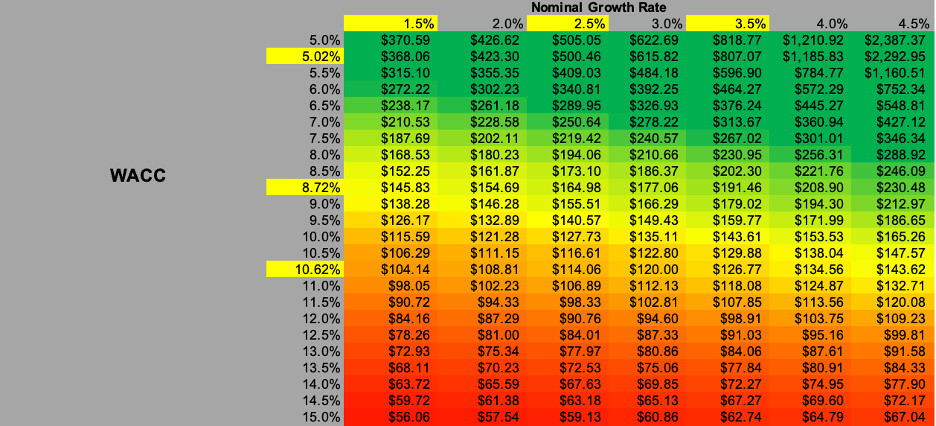 Nominal Growth Rate
1.5% 2.0% 2.5% 3.0% 3.5% 4.0% 4.5%
5.0% $370.59 $426.62 $505.05 $622.69 $818.77 $1,210.92 $2,387.37
5.02% $368.06 $423.30 $500.46 $615.82 $807.07 $1,185.83 $2,292.95
5.5% $315.10 $355.35 $409.03 $484.18 $596.90 $784.77 $1,160.51
6.0% $272.22 $302.23 $340.81 $392.25 $464.27 $572.29 $752.34
6.5% $238.17 $261.18 $289.95 $326.93 $376.24 $445.27 $548.81
7.0% $210.53 $228.58 $250.64 $278.22 $313.67 $360.94 $427.12
7.5% $187.69 $202.11 $219.42 $240.57 $267.02 $301.01 $346.34
8.0% $168.53 $180.23 $194.06 $210.66 $230.95 $256.31 $288.92
WACC 8.5% $152.25 $161.87 $173.10 $186.37 $202.30 $221.76 $246.09
8.72% $145.83 $154.69 $164.98 $177.06 $191.46 $208.90 $230.48
9.0% $138.28 $146.28 $155.51 $166.29 $179.02 $194.30 $212.97
9.5% $126.17 $132.89 $140.57 $149.43 $159.77 $171.99 $186.65
10.0% $115.59 $121.28 $127.73 $135.11 $143.61 $153.53 $165.26
10.5% $106.29 $111.15 $116.61 $122.80 $129.88 $138.04 $147.57
10.62% $104.14 $108.81 $114.06 $120.00 $126.77 $134.56 $143.62
11.0% $98.05 $102.23 $106.89 $112.13 $118.08 $124.87 $132.71
11.5% $90.72 $94.33 $98.33 $102.81 $107.85 $113.56 $120.08
12.0% $84.16 $87.29 $90.76 $94.60 $98.91 $103.75 $109.23
12.5% $78.26 $81.00 $84.01 $87.33 $91.03 $95.16 $99.81
13.0% $72.93 $75.34 $77.97 $80.86 $84.06 $87.61 $91.58
13.5% $68.11 $70.23 $72.53 $75.06 $77.84 $80.91 $84.33
14.0% $63.72 $65.59 $67.63 $69.85 $72.27 $74.95 $77.90
14.5% $59.72 $61.38 $63.18 $65.13 $67.27 $69.60 $72.17
15.0% $56.06 $57.54 $59.13 $60.86 $62.74 $64.79 $67.04